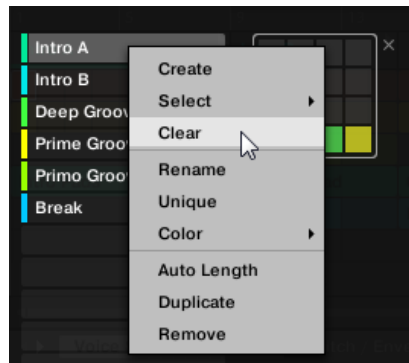 Intro A
Intro B
Deep Groov
Prime Groo
Primo Groo
Break
Create
Select
Clear
Rename
Unique
Color
Auto Length
Duplicate
Remove
Voice